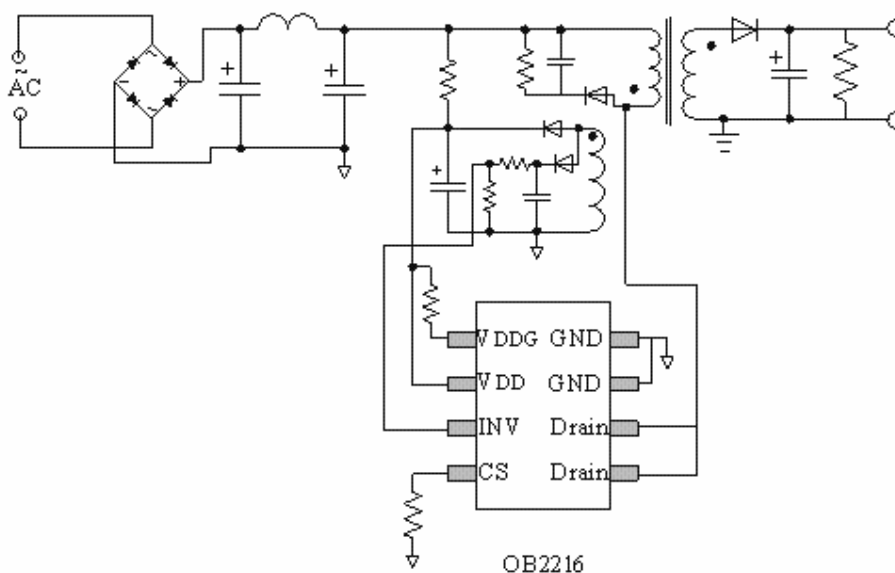 ~
AC
~
~
-
+
+
+
+
+
VDDG GND
VDD GND
INV Drain
CS Drain
OB2216